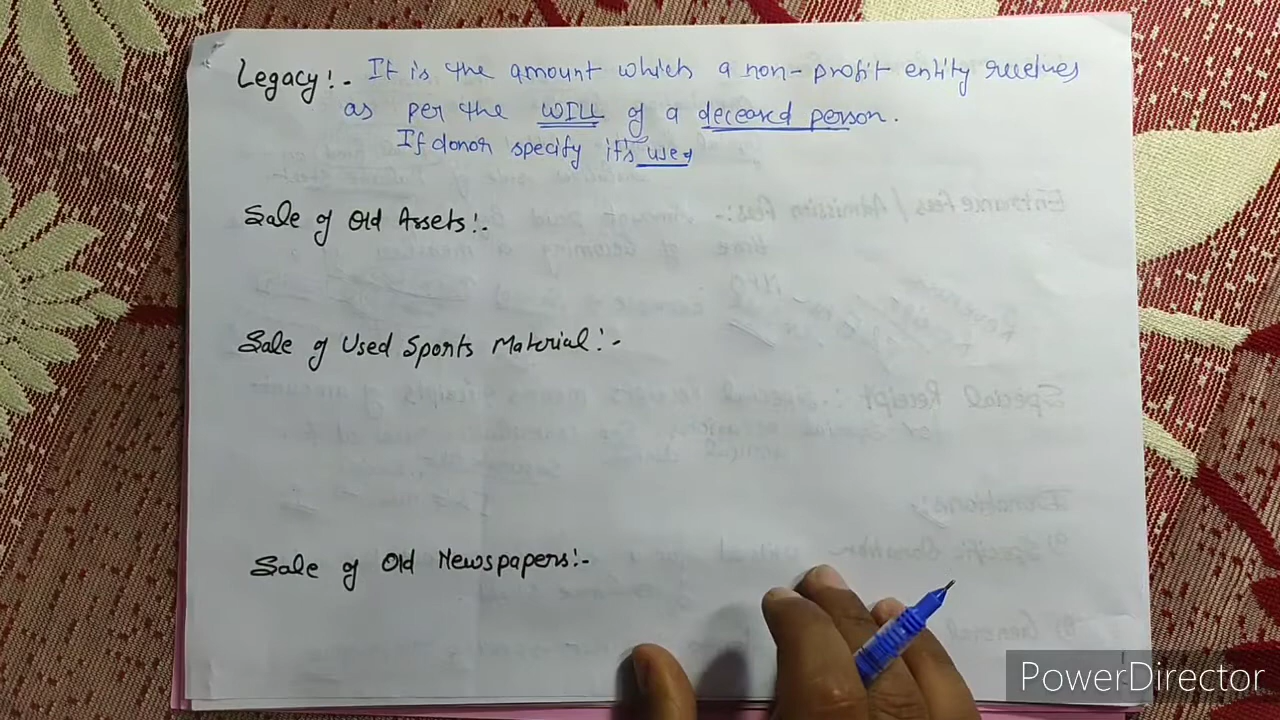 Legacy:- It is the amount which a non-profit entity receives
as per the WILL of a deceased person.
If donor specify it's use,
Sale of Old Assets:-
Sale of Used Sports Material:-
Sale of Old Newspapers:-
PowerDirector